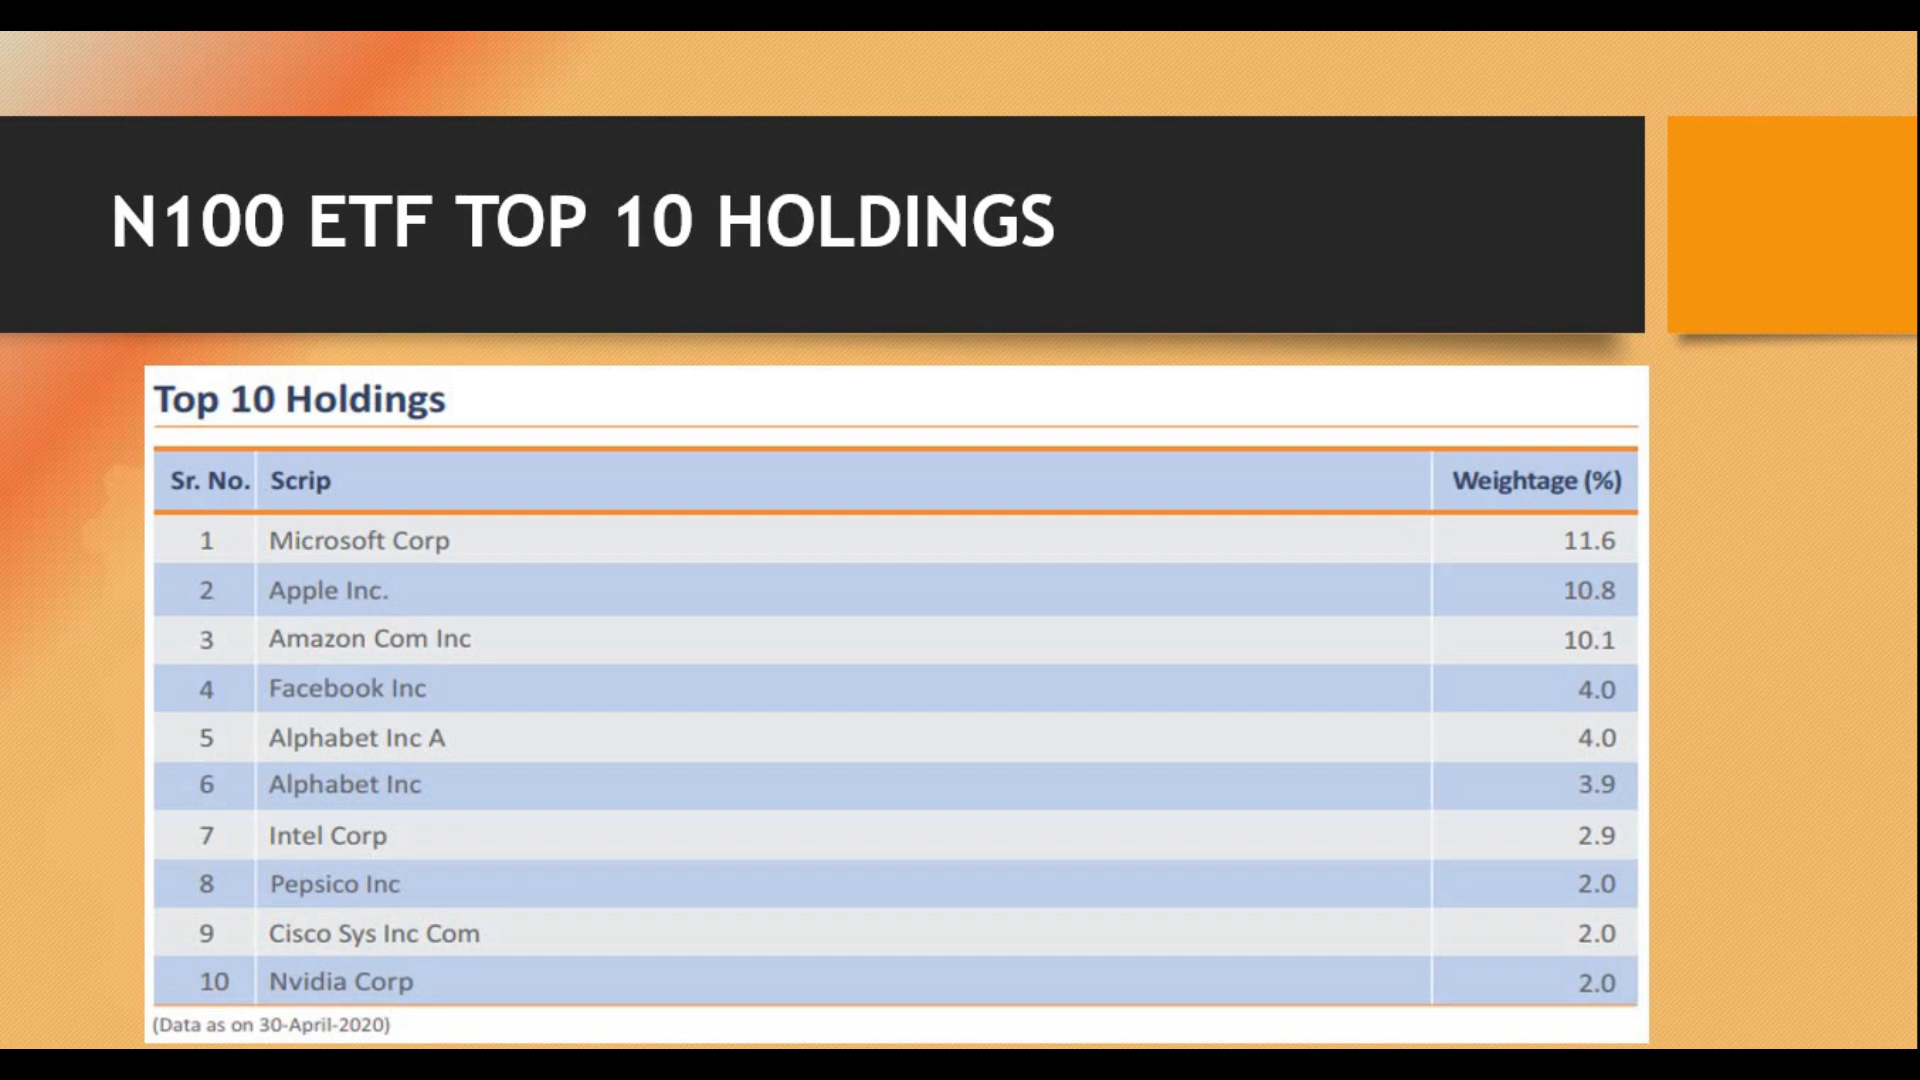 N100 ETF TOP 10 HOLDINGS
Top 10 Holdings
Sr. No. Scrip Weightage (%)
1 Microsoft Corp 11.6
2 Apple Inc. 10.8
3 Amazon Com Inc 10.1
4 Facebook Inc 4.0
5 Alphabet Inc A 4.0
6 Alphabet Inc 3.9
7 Intel Corp 2.9
8 Pepsico Inc 2.0
9 Cisco Sys Inc Com 2.0
10 Nvidia Corp 2.0
(Data as on 30-April-2020)